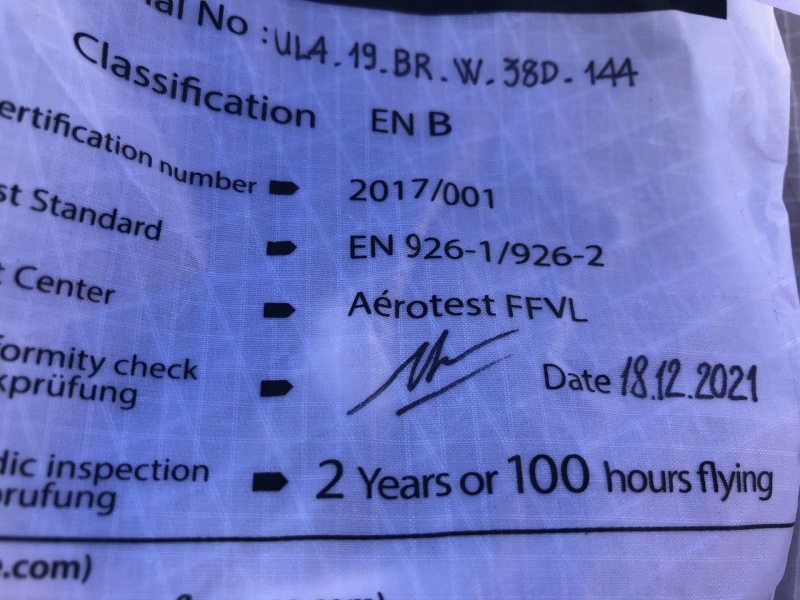 al No : UL4.19.BR.W.38D-144
Classification EN B
ertification number 2017/001
st Standard EN 926-1/926-2
t Center Aérotest FFVL
formity check
kprüfung Date 18.12.2021
dic inspection 2 Years or 100 hours flying
prufung
e.com)